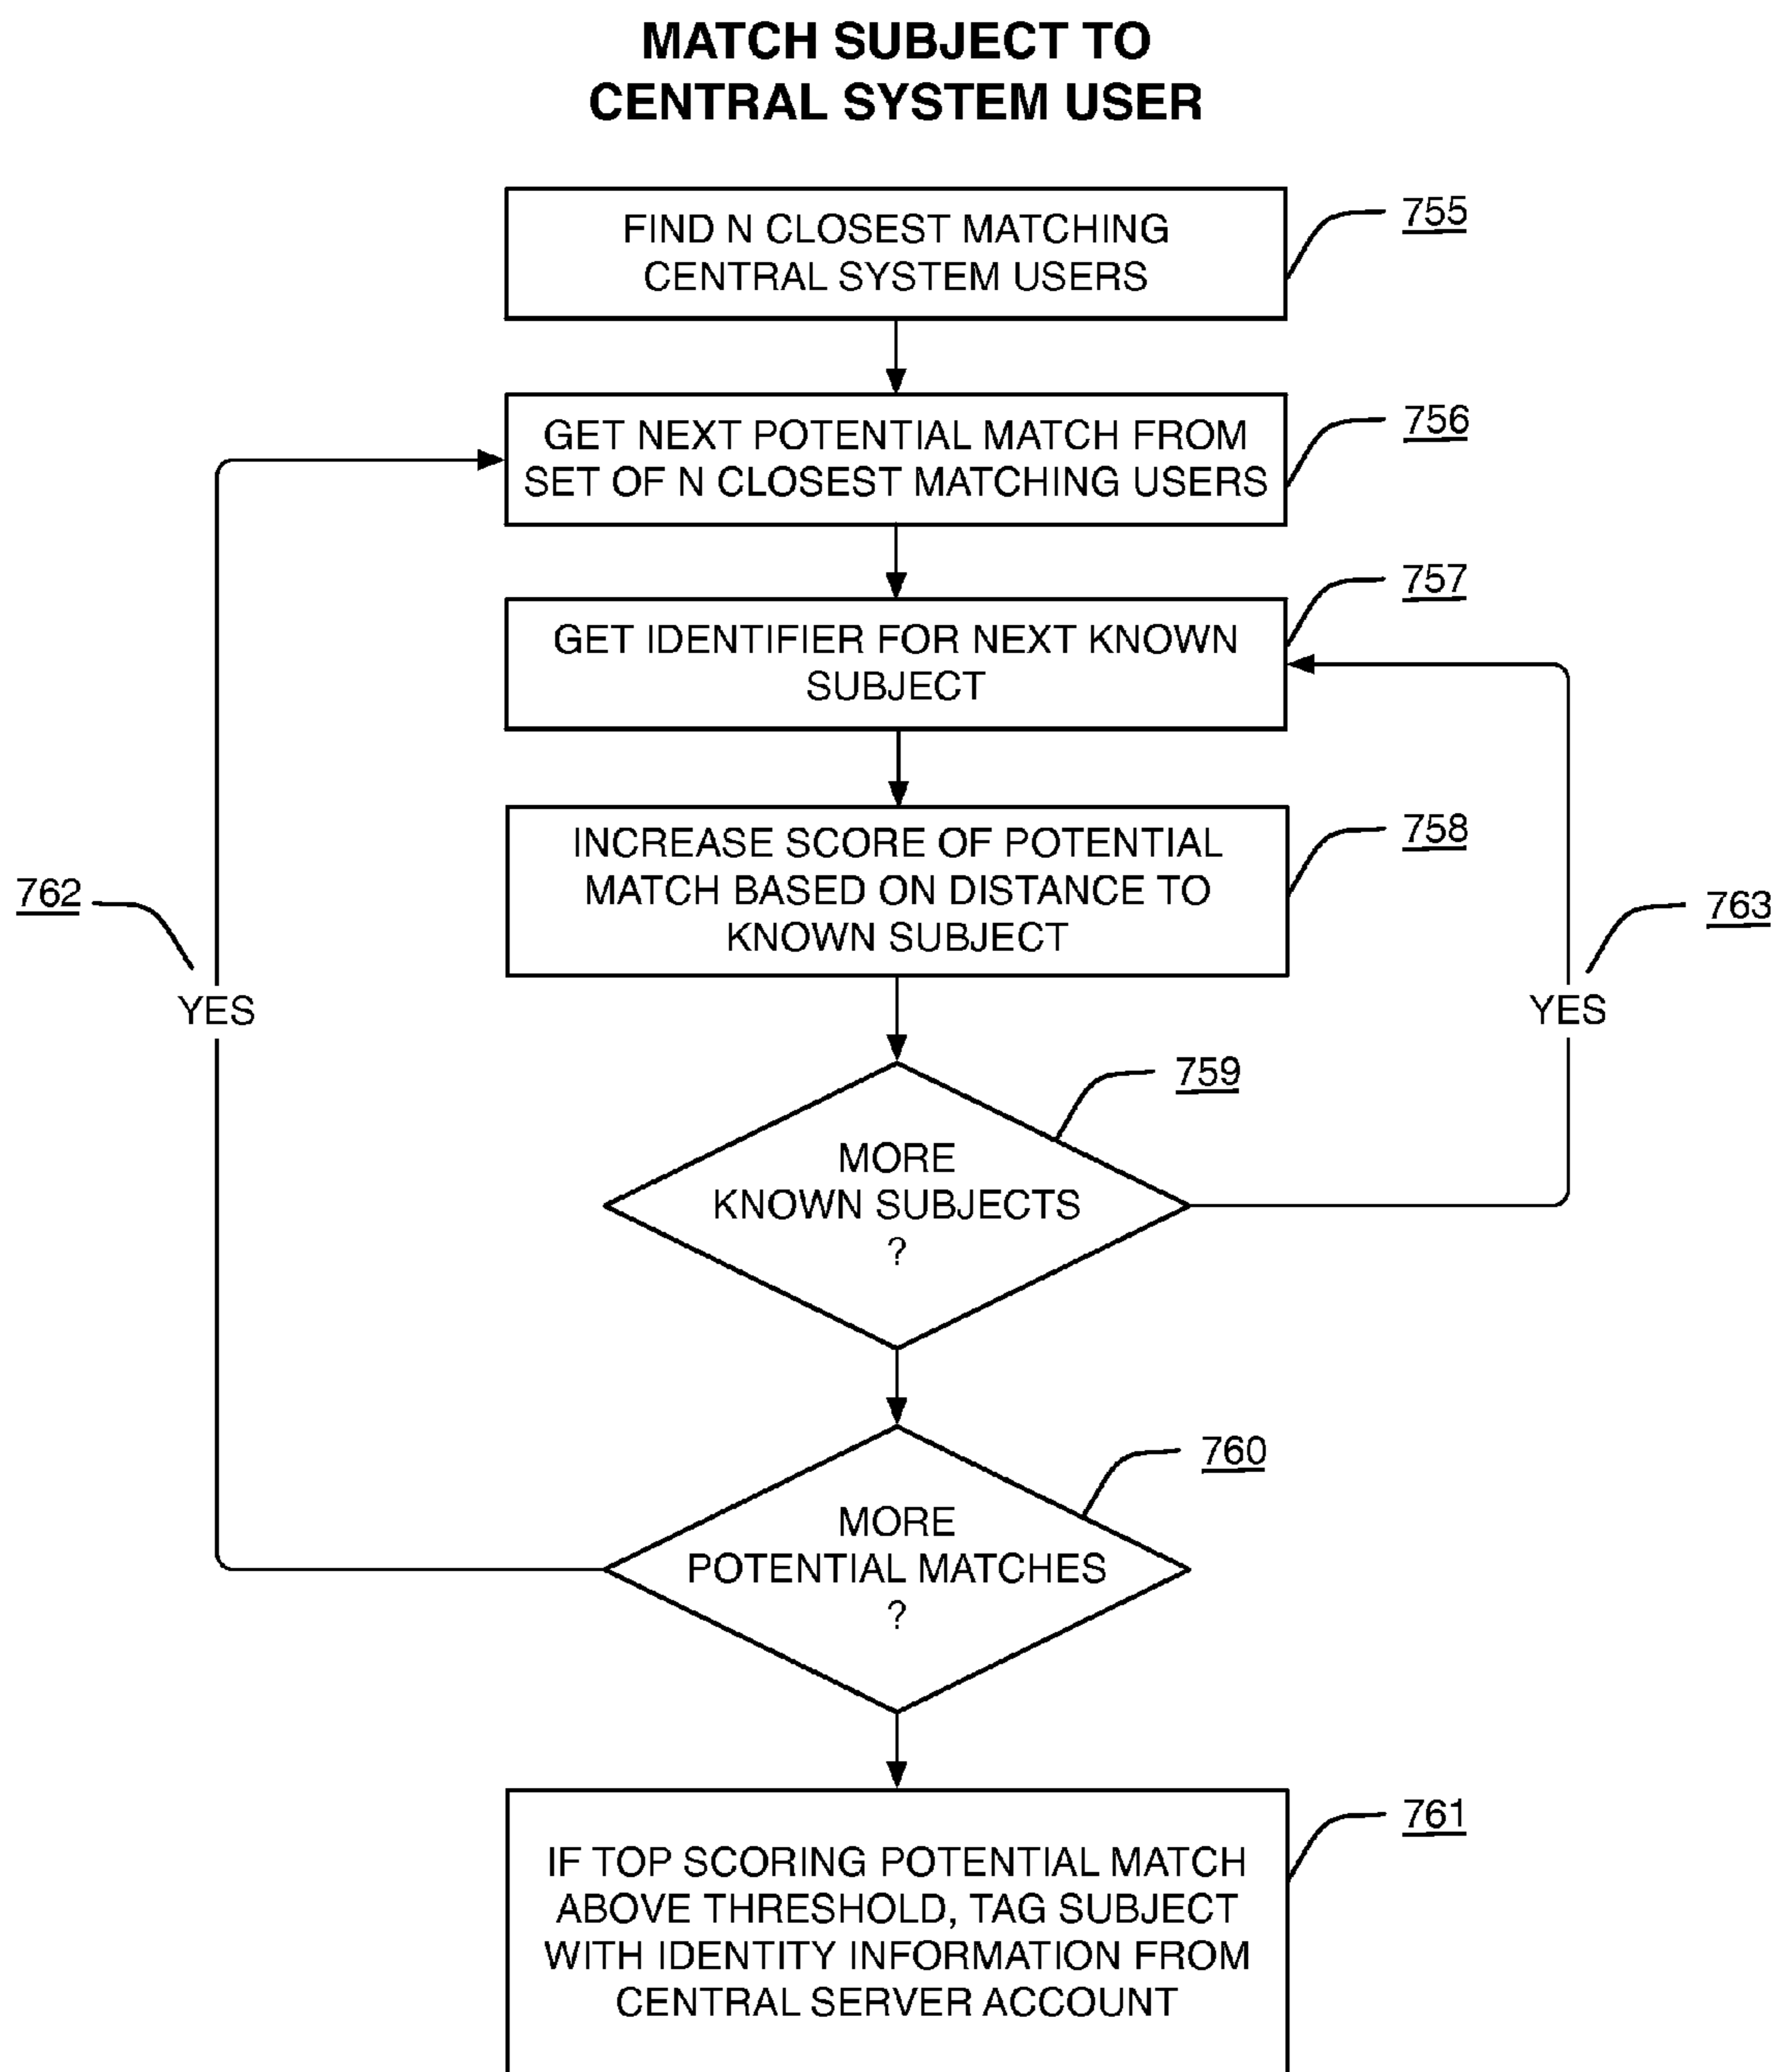 MATCH SUBJECT TO
CENTRAL SYSTEM USER
FIND N CLOSEST MATCHING
CENTRAL SYSTEM USERS
755
GET NEXT POTENTIAL MATCH FROM
SET OF N CLOSEST MATCHING USERS
756
GET IDENTIFIER FOR NEXT KNOWN
SUBJECT
757
INCREASE SCORE OF POTENTIAL
MATCH BASED ON DISTANCE TO
KNOWN SUBJECT
758
762
YES
763
YES
MORE
KNOWN SUBJECTS
?
759
MORE
POTENTIAL MATCHES
?
760
IF TOP SCORING POTENTIAL MATCH
ABOVE THRESHOLD, TAG SUBJECT
WITH IDENTITY INFORMATION FROM
CENTRAL SERVER ACCOUNT
761